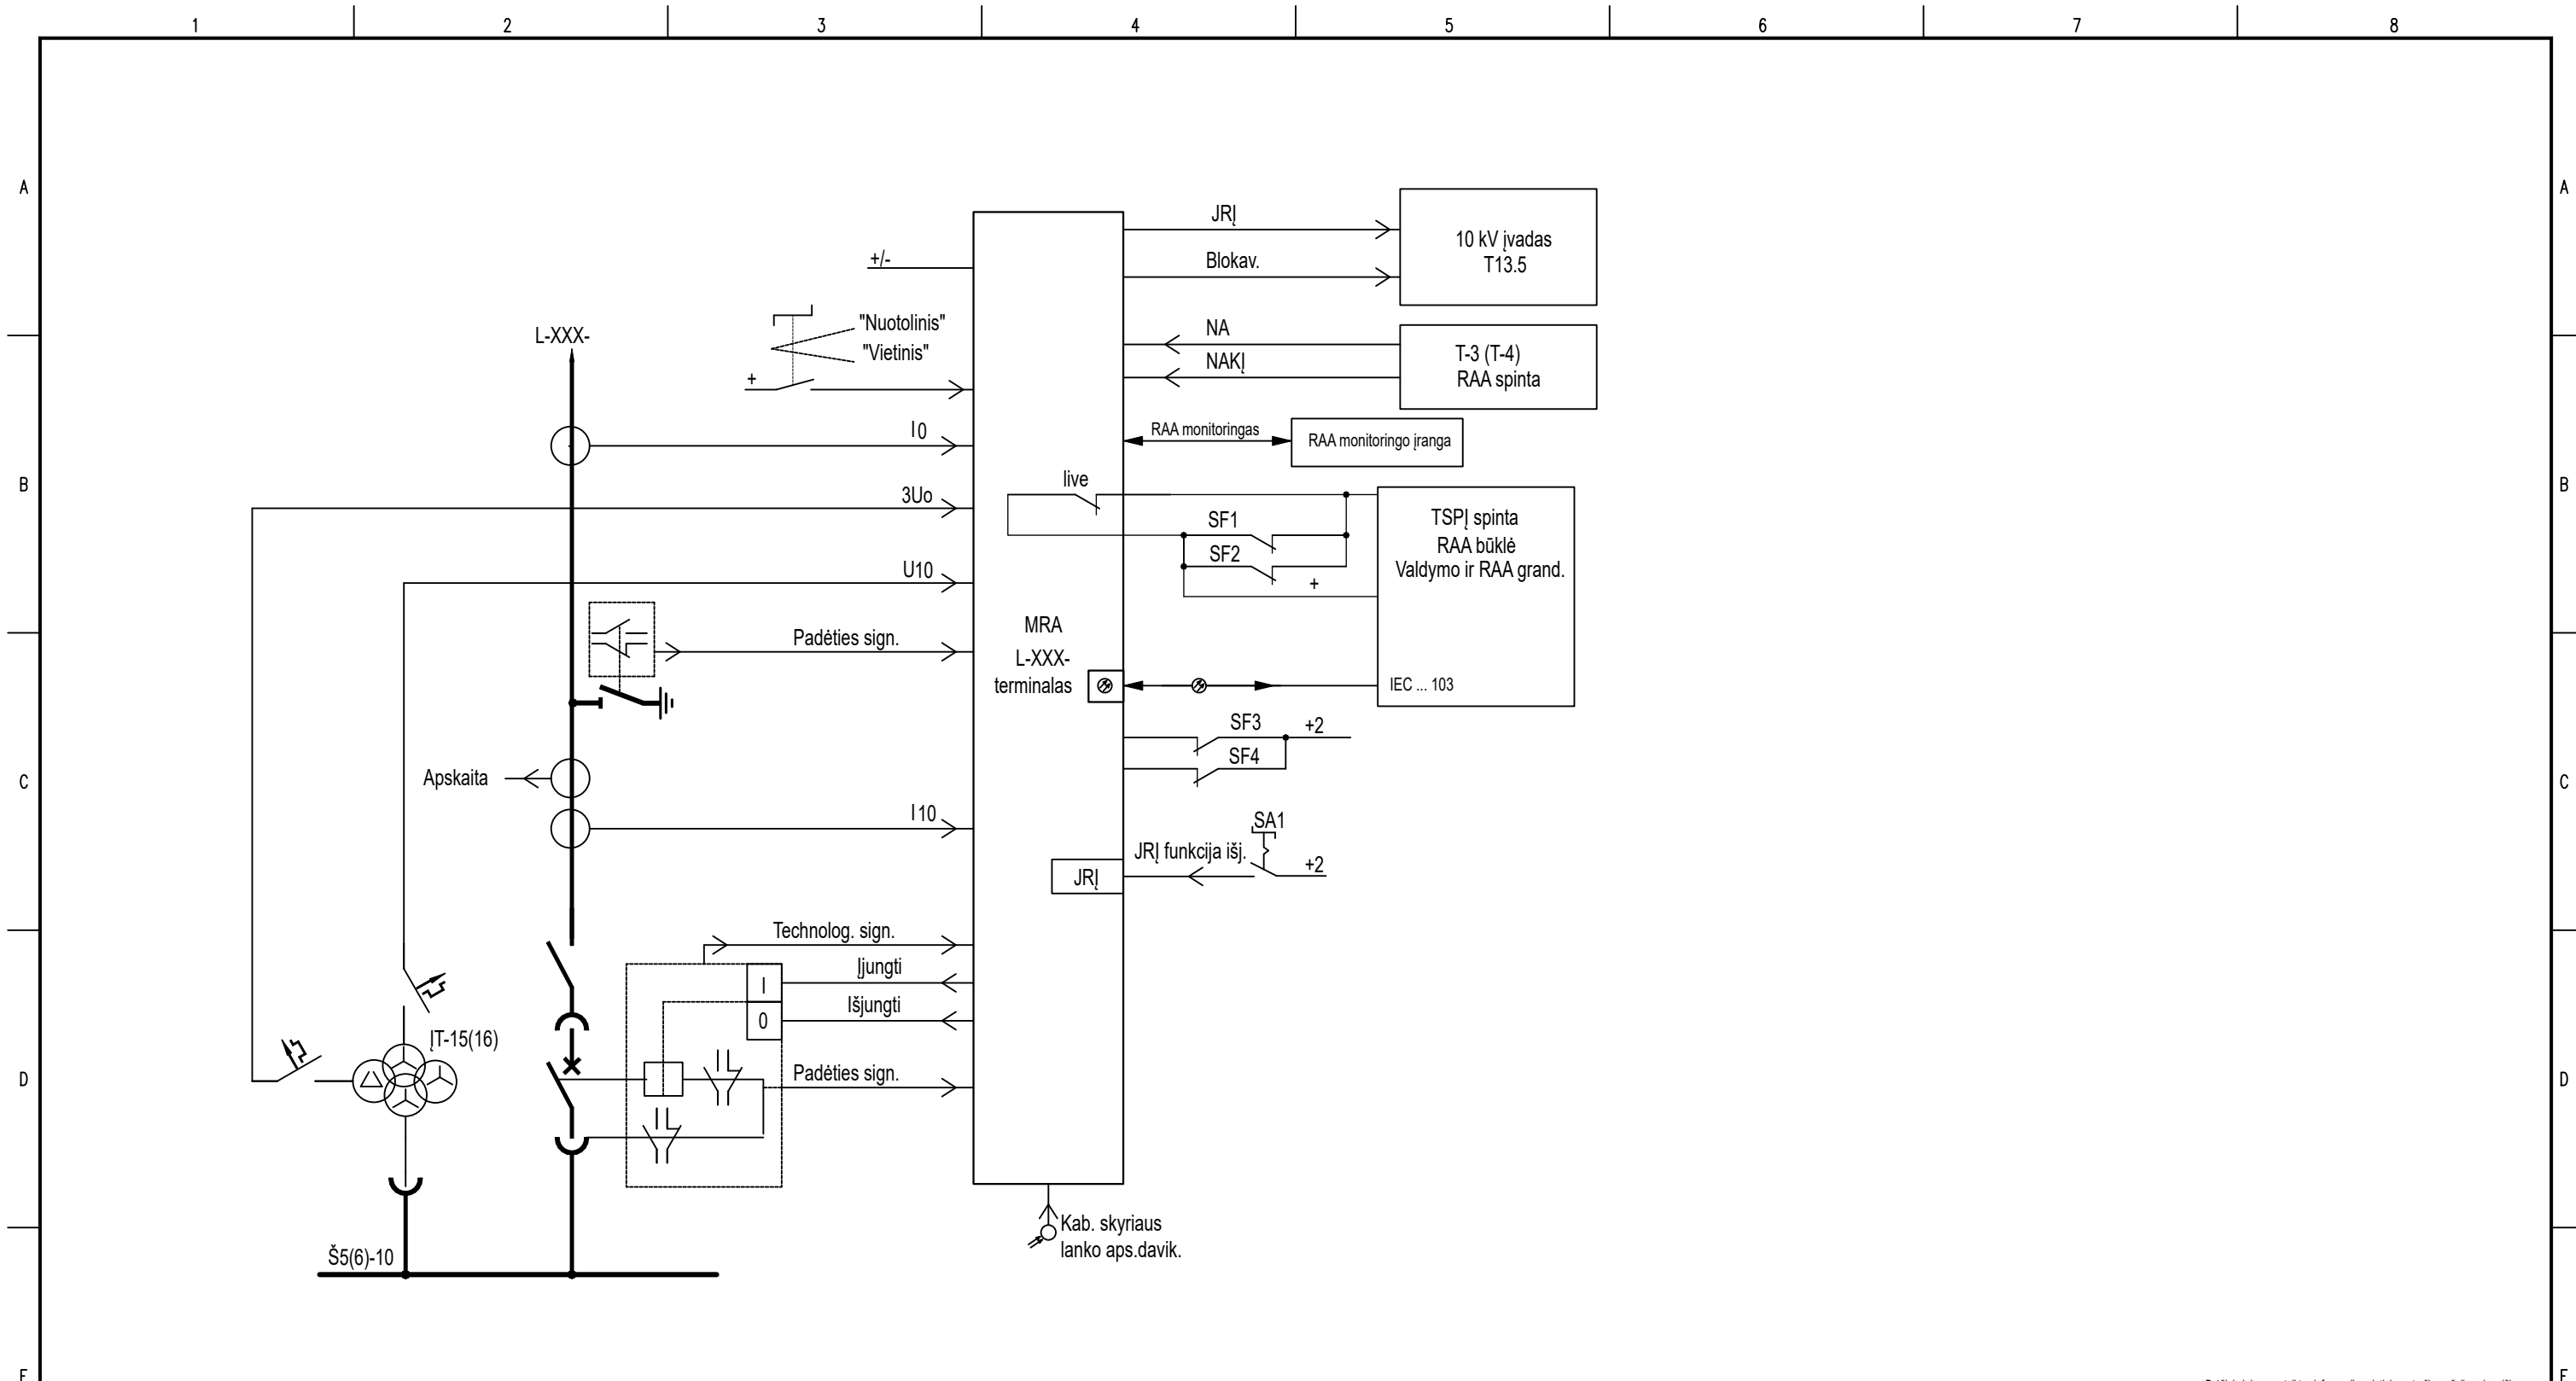 1 2 3 4 5 6 7 8
A A
JRĮ
10 kV įvadas
T13.5
+/-
Blokav.
"Nuotolinis"
"Vietinis"
L-XXX-
+
NA
NAKĮ
T-3 (T-4)
RAA spinta
I0
RAA monitoringas
RAA monitoringo įranga
B B
live
3Uo
SF1
SF2
+
TSPĮ spinta
RAA būklė
Valdymo ir RAA grand.
U10
Padėties sign.
MRA
L-XXX-
terminalas
IEC ... 103
SF3
+2
SF4
C C
Apskaita
I10
SA1
JRĮ funkcija išj.
+2
JRĮ
Technolog. sign.
Įjungti
I
Išjungti
0
ĮT-15(16)
D D
Padėties sign.
Kab. skyriaus
lanko aps.davik.
Š5(6)-10